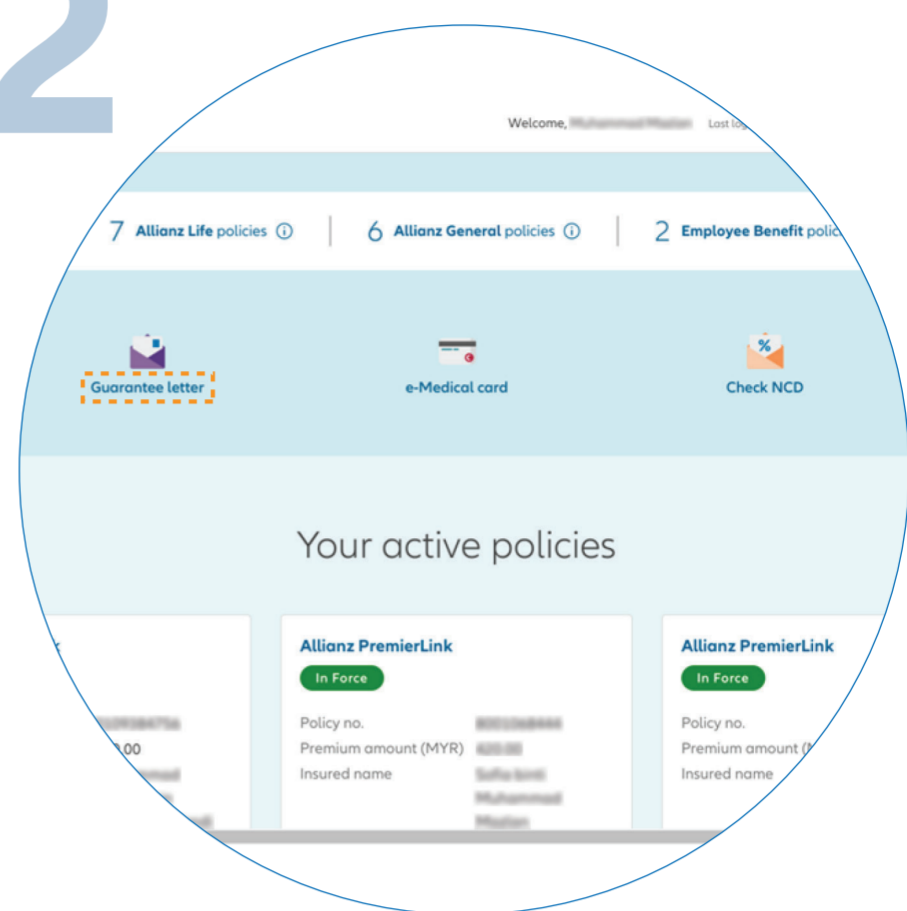 2
Welcome,
7 Allianz Life policies
6 Allianz General policies
2 Employee Benefit
Guarantee letter
e-Medical card
% 
Check NCD
Your active policies
Allianz PremierLink
In Force
Policy no.
Premium amount (MYR)
Insured name
Allianz PremierLink
In Force
Policy no.
Premium amount
Insured name